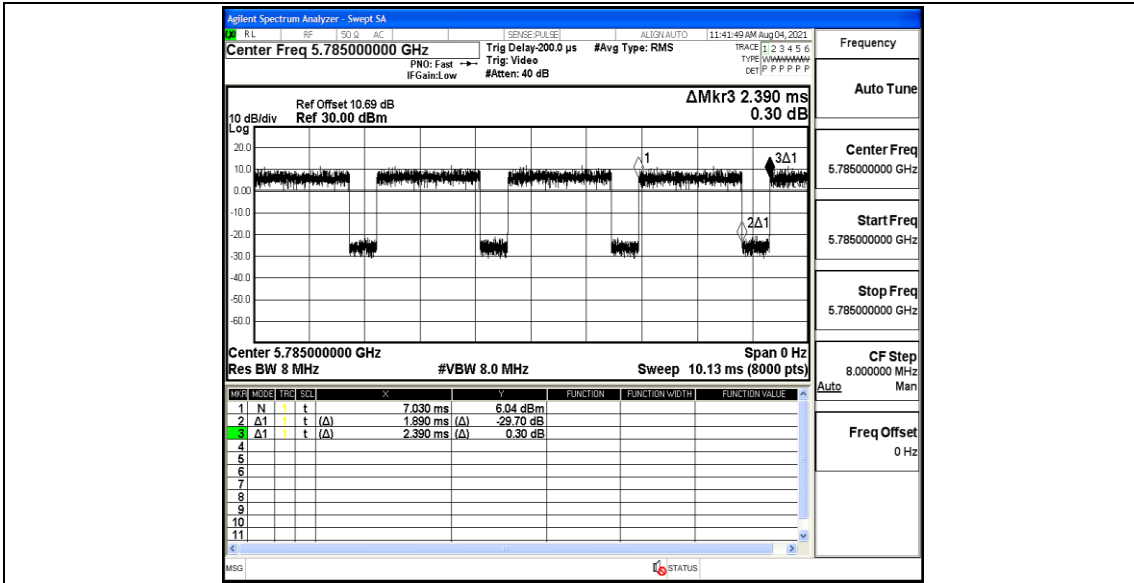 Agilent Spectrum Analyzer - Swept SA
LXI RL RF 50 Ω AC SENSE:PULSE ALIGN AUTO 11:41:49 AM Aug 04, 2021
Center Freq 5.785000000 GHz
PNO: Fast
IFGain:Low
Trig Delay-200.0 µs
Trig: Video
#Atten: 40 dB
#Avg Type: RMS
TRACE 1 2 3 4 5 6
TYPE
DET P P P P P P
ΔMkr3 2.390 ms
0.30 dB
Ref Offset 10.69 dB
10 dB/div Ref 30.00 dBm
Log
20.0
10.0
0.00
-10.0
-20.0
-30.0
-40.0
-50.0
-60.0
1
3Δ1
2Δ1
Center 5.785000000 GHz Span 0 Hz
Res BW 8 MHz #VBW 8.0 MHz Sweep 10.13 ms (8000 pts)
MKR MODE TRC SCL X Y FUNCTION FUNCTION WIDTH FUNCTION VALUE
1 N 1 t 7.030 ms 6.04 dBm
2 Δ1 1 t (Δ) 1.890 ms (Δ) -29.70 dB
3 Δ1 1 t (Δ) 2.390 ms (Δ) 0.30 dB
4
5
6
7
8
9
10
11
MSG STATUS
Frequency
Auto Tune
Center Freq
5.785000000 GHz
Start Freq
5.785000000 GHz
Stop Freq
5.785000000 GHz
CF Step
8.000000 MHz
Auto Man
Freq Offset
0 Hz